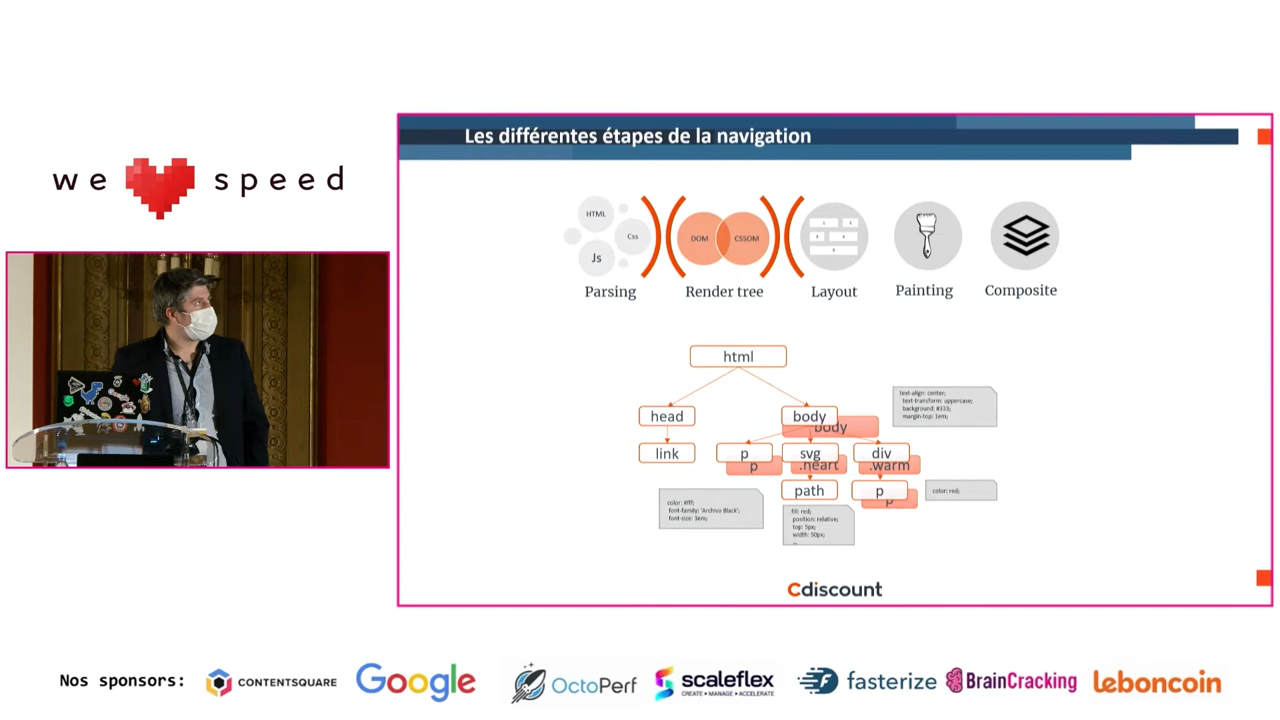 we speed
Les différentes étapes de la navigation
HTML
Css
Js
DOM
CSSOM
Parsing
Render tree
Layout
Painting
Composite
html
head
body
body
link
p
svg
div
p
.heart
.warm
path
p
p
text-align: center;
text-transform: uppercase;
background: #333;
margin-top: 1em;
color: #fff;
font-family: 'Archivo Black';
font-size: 3em;
fill: red;
position: relative;
top: 5px;
width: 50px;
color: red;
Cdiscount
Nos sponsors:
CONTENTSQUARE
Google
OctoPerf
scaleflex
CREATE • MANAGE • ACCELERATE
fasterize
BrainCracking
leboncoin